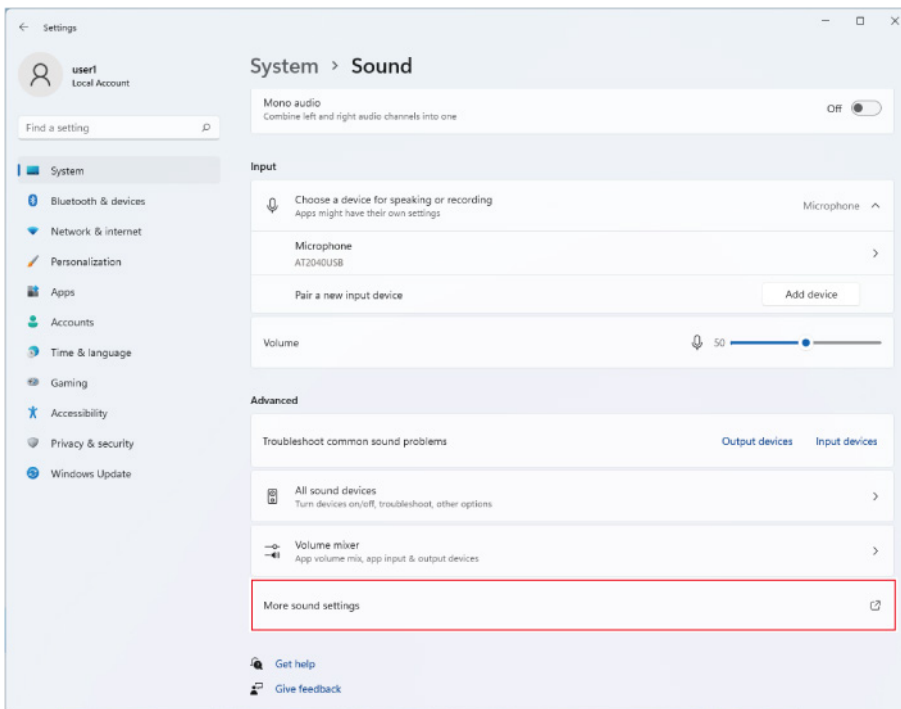 Settings
user1
Local Account
Find a setting
System
Bluetooth & devices
Network & internet
Personalization
Apps
Accounts
Time & language
Gaming
Accessibility
Privacy & security
Windows Update
System > Sound
Mono audio
Combine left and right audio channels into one
Off
Input
Choose a device for speaking or recording
Apps might have their own settings
Microphone
Microphone
AT2040USB
Pair a new input device
Add device
Volume
50
Advanced
Troubleshoot common sound problems
Output devices
Input devices
All sound devices
Turn devices on/off, troubleshoot, other options
Volume mixer
App volume mix, app input & output devices
More sound settings
Get help
Give feedback